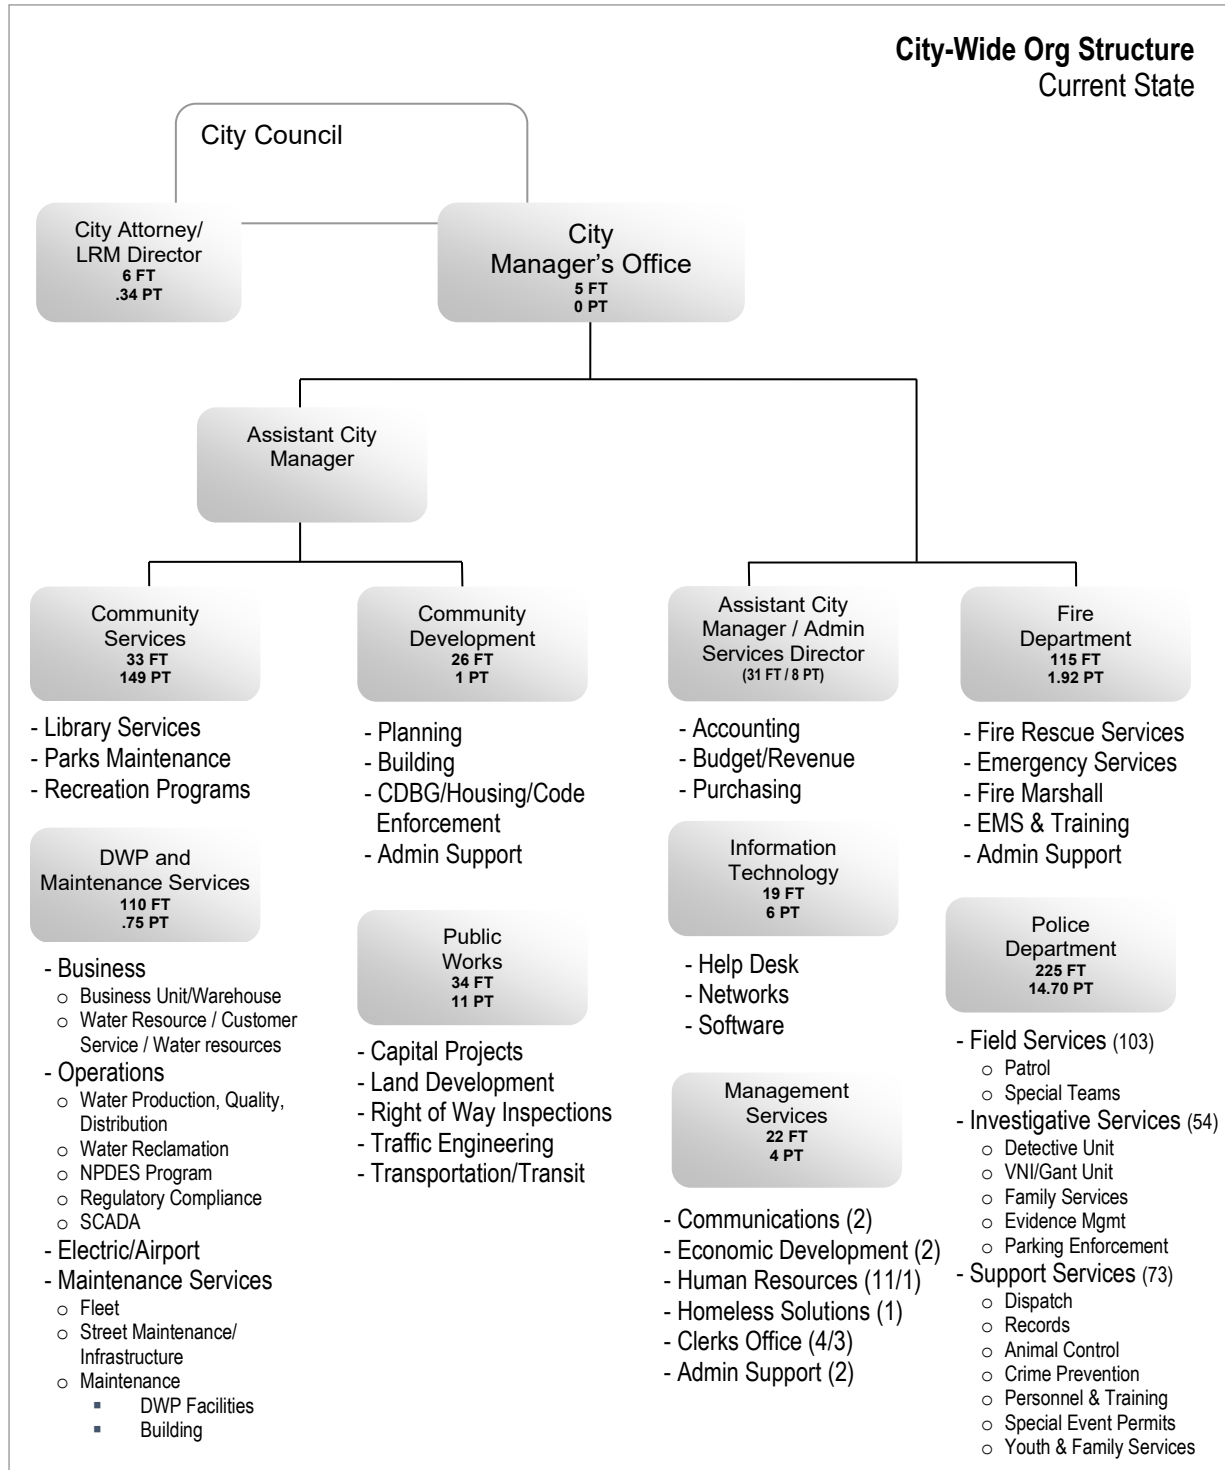 City-Wide Org Structure
Current State
City Council
City Attorney/
LRM Director
6 FT
.34 PT
City
Manager's Office
5 FT
0 PT
Assistant City
Manager
Community
Services
33 FT
149 PT
- Library Services
- Parks Maintenance
- Recreation Programs
DWP and
Maintenance Services
110 FT
.75 PT
- Business
o Business Unit/Warehouse
o Water Resource / Customer
Service / Water resources
- Operations
o Water Production, Quality,
Distribution
o Water Reclamation
o NPDES Program
o Regulatory Compliance
o SCADA
- Electric/Airport
- Maintenance Services
o Fleet
o Street Maintenance/
Infrastructure
o Maintenance
▪ DWP Facilities
▪ Building
Community
Development
26 FT
1 PT
- Planning
- Building
- CDBG/Housing/Code
Enforcement
- Admin Support
Public
Works
34 FT
11 PT
- Capital Projects
- Land Development
- Right of Way Inspections
- Traffic Engineering
- Transportation/Transit
Assistant City
Manager / Admin
Services Director
(31 FT / 8 PT)
- Accounting
- Budget/Revenue
- Purchasing
Information
Technology
19 FT
6 PT
- Help Desk
- Networks
- Software
Management
Services
22 FT
4 PT
- Communications (2)
- Economic Development (2)
- Human Resources (11/1)
- Homeless Solutions (1)
- Clerks Office (4/3)
- Admin Support (2)
Fire
Department
115 FT
1.92 PT
- Fire Rescue Services
- Emergency Services
- Fire Marshall
- EMS & Training
- Admin Support
Police
Department
225 FT
14.70 PT
- Field Services (103)
o Patrol
o Special Teams
- Investigative Services (54)
o Detective Unit
o VNI/Gant Unit
o Family Services
o Evidence Mgmt
o Parking Enforcement
- Support Services (73)
o Dispatch
o Records
o Animal Control
o Crime Prevention
o Personnel & Training
o Special Event Permits
o Youth & Family Services